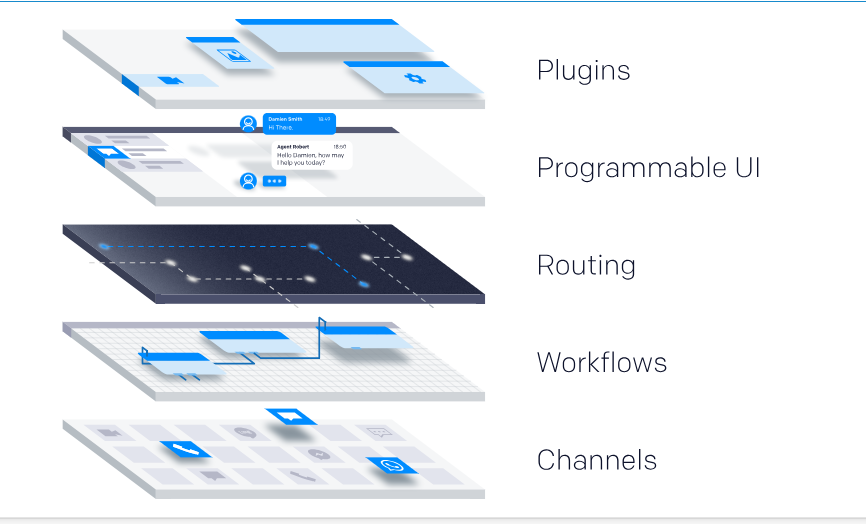 Plugins
Damien Smith 18:49
Hi There.
Agent Robert 18:50
Hello Damien, how may
I help you today?
Programmable UI
Routing
Workflows
Channels